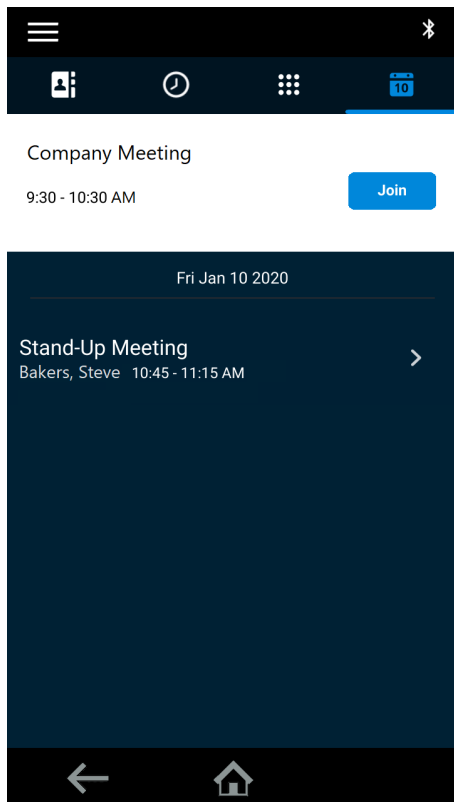 10
Company Meeting
9:30 - 10:30 AM
Join
Fri Jan 10 2020
Stand-Up Meeting
Bakers, Steve 10:45 - 11:15 AM